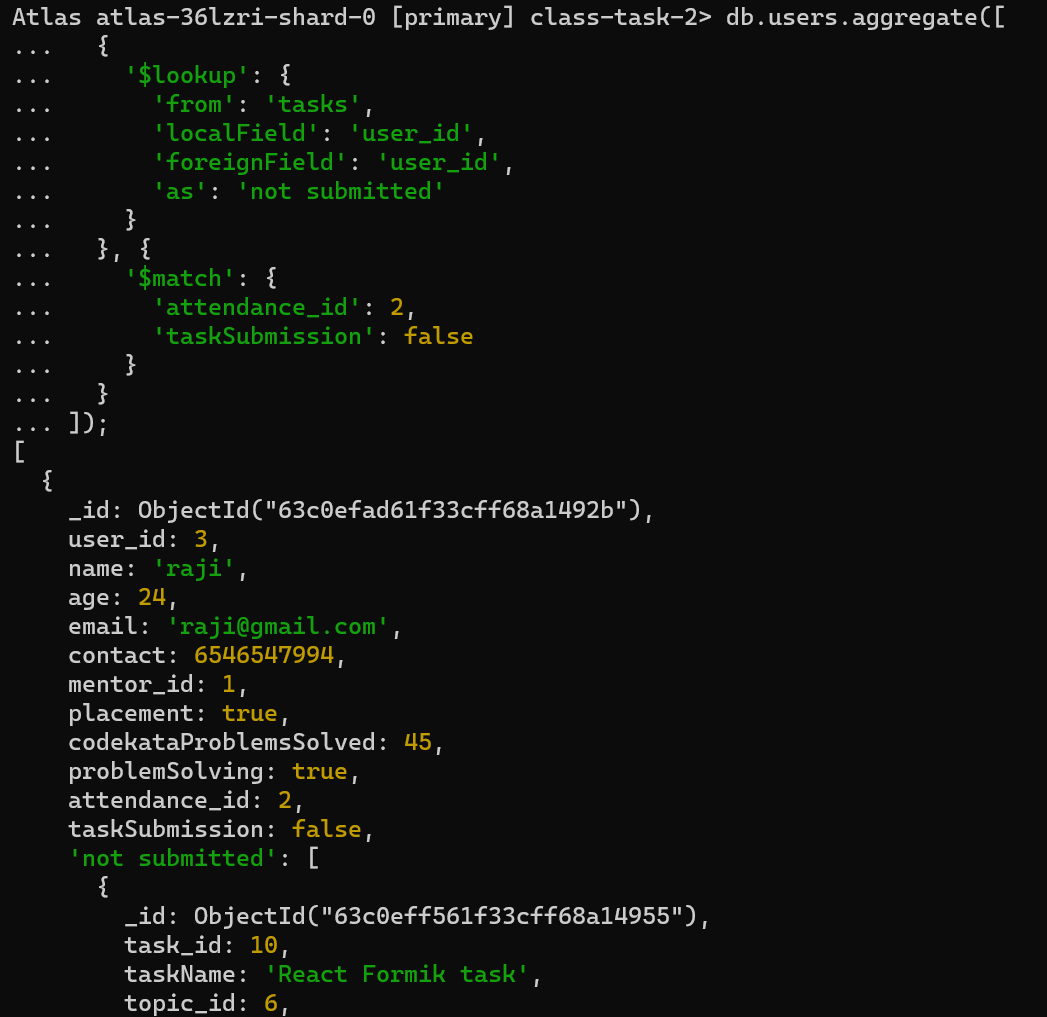 Atlas atlas-36lzri-shard-0 [primary] class-task-2> db.users.aggregate([
...   {
...     '$lookup': {
...       'from': 'tasks',
...       'localField': 'user_id',
...       'foreignField': 'user_id',
...       'as': 'not submitted'
...     }
...   }, {
...     '$match': {
...       'attendance_id': 2,
...       'taskSubmission': false
...     }
...   }
... ]);
[
  {
    _id: ObjectId("63c0efad61f33cff68a1492b"),
    user_id: 3,
    name: 'raji',
    age: 24,
    email: 'raji@gmail.com',
    contact: 6546547994,
    mentor_id: 1,
    placement: true,
    codekataProblemsSolved: 45,
    problemSolving: true,
    attendance_id: 2,
    taskSubmission: false,
    'not submitted': [
      {
        _id: ObjectId("63c0eff561f33cff68a14955"),
        task_id: 10,
        taskName: 'React Formik task',
        topic_id: 6,